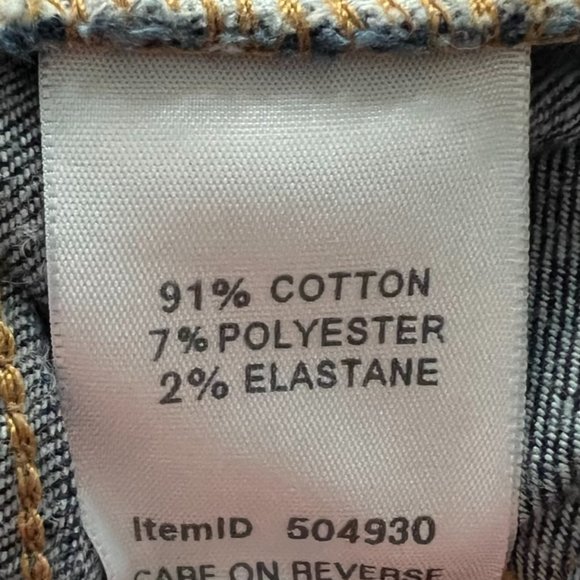 91% COTTON
7% POLYESTER
2% ELASTANE
ItemID 504930
CARE ON REVERSE